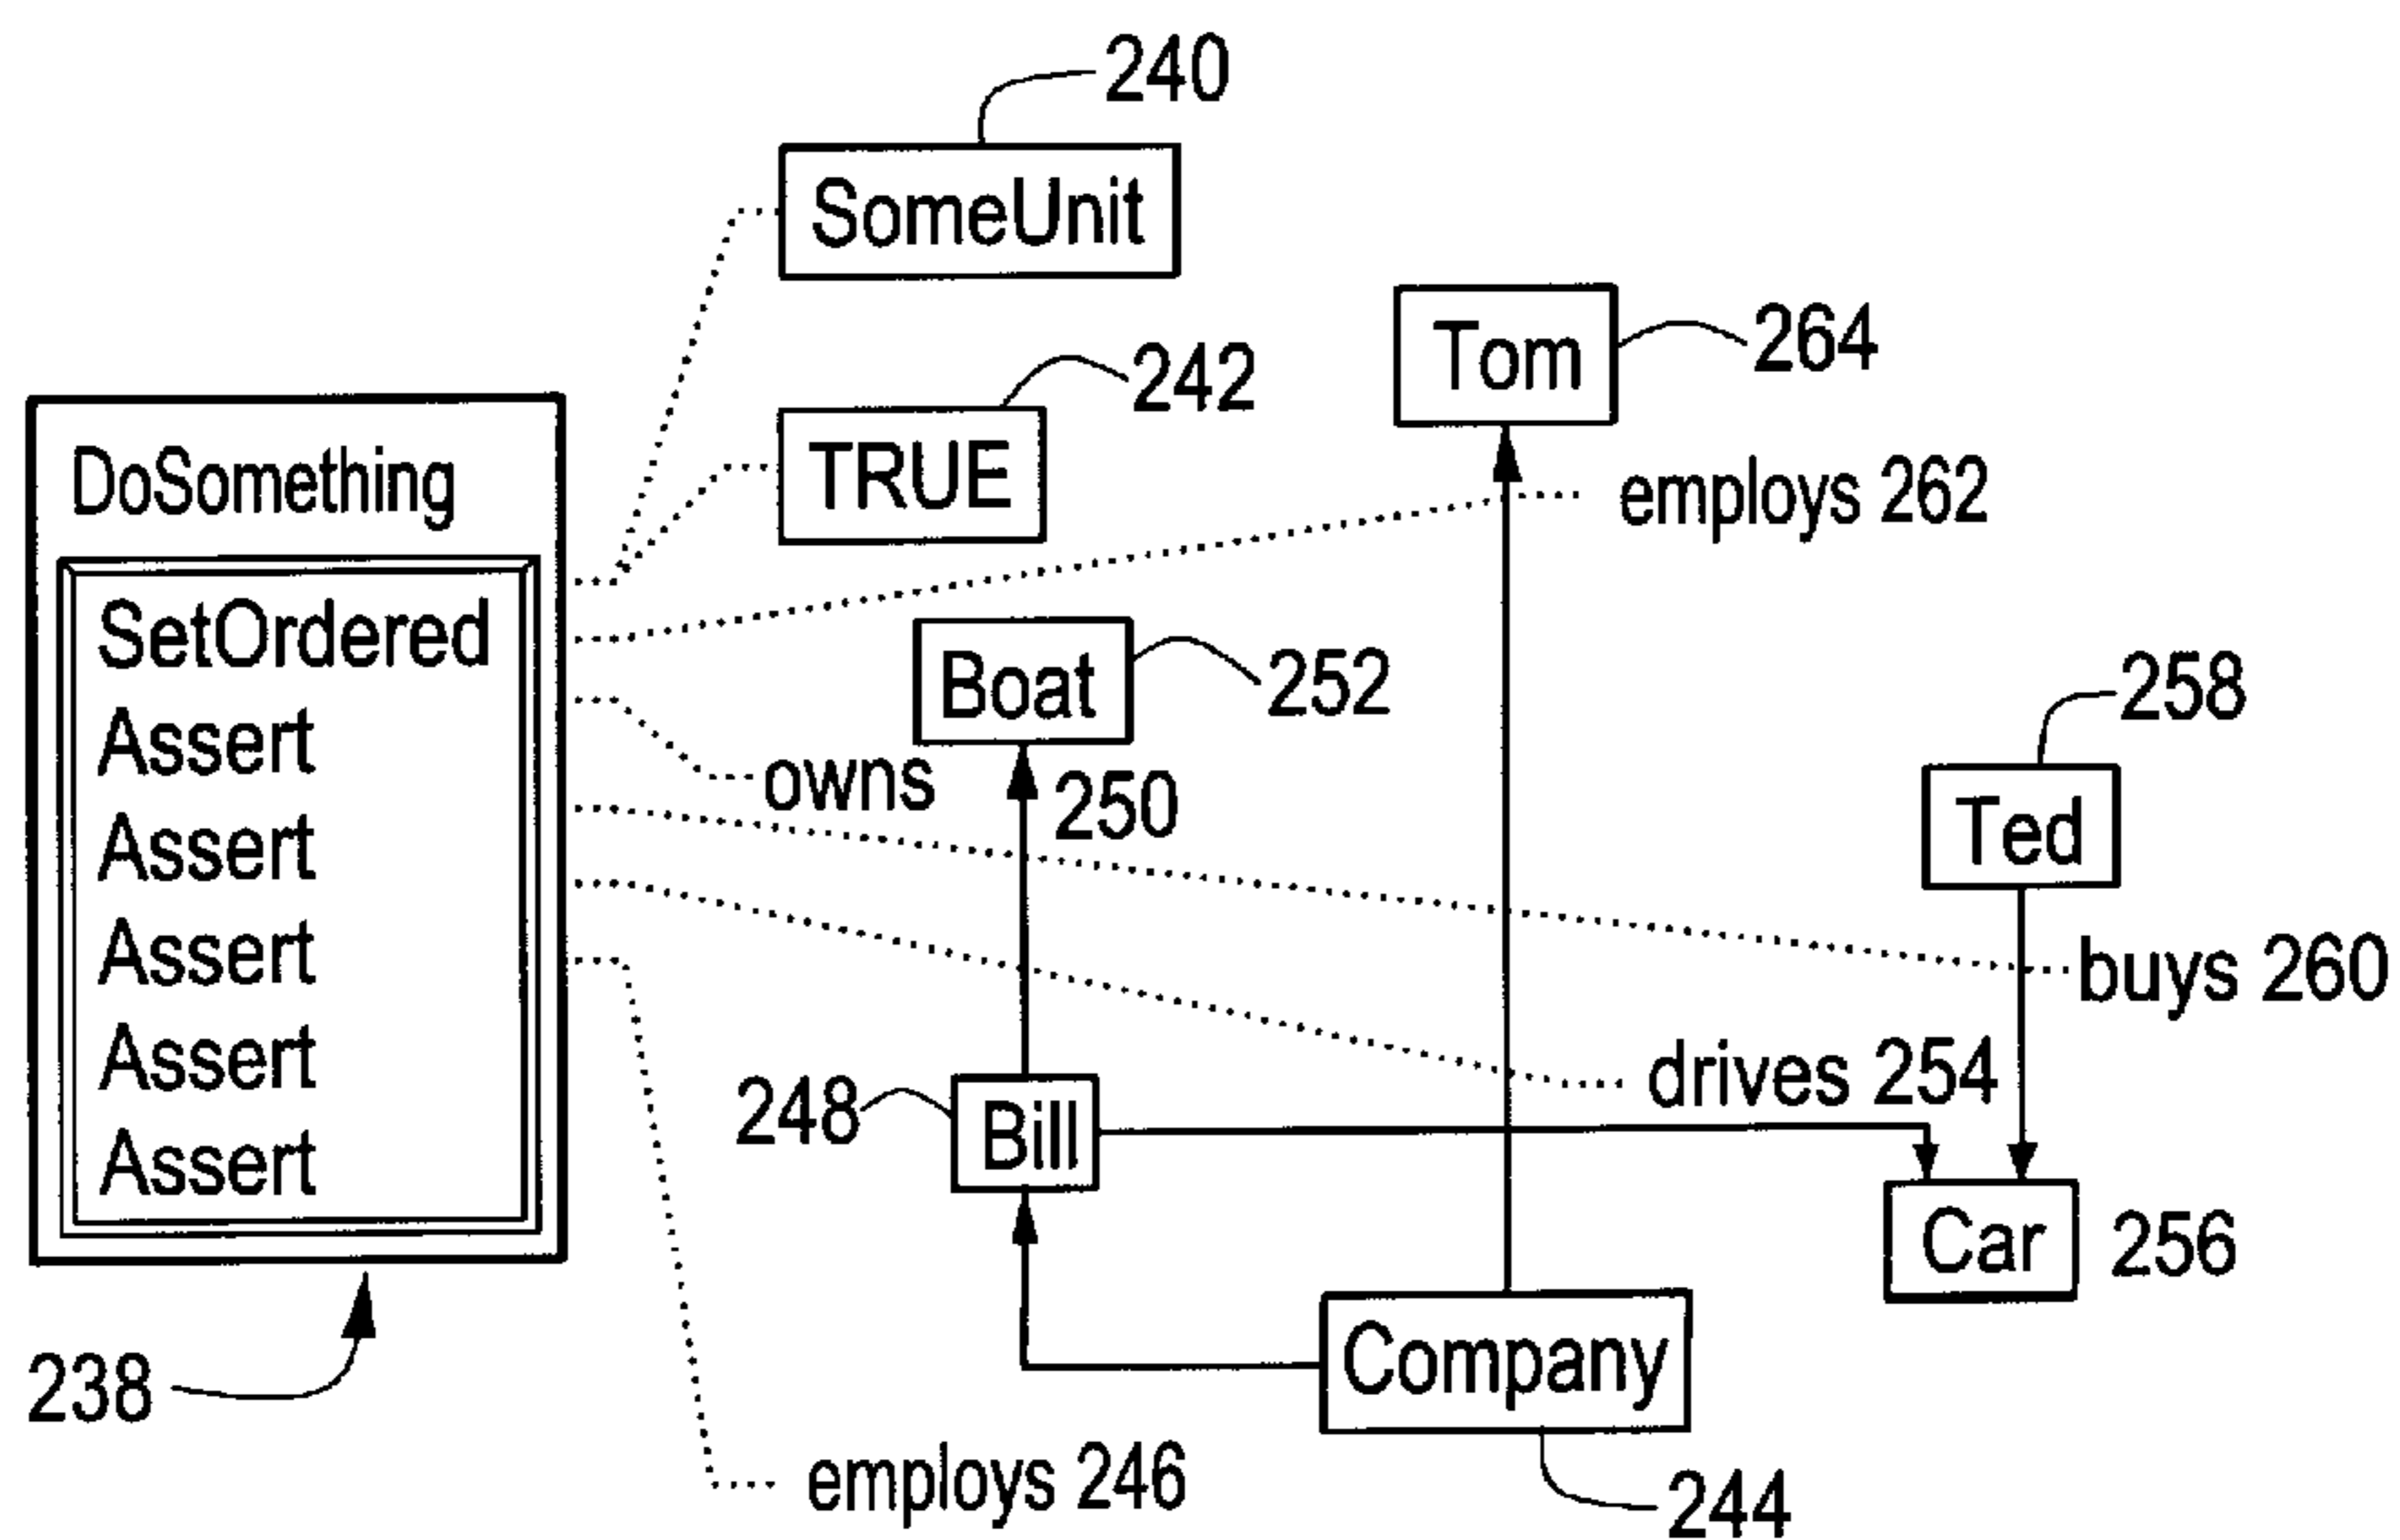 240
SomeUnit
Tom
264
242
TRUE
DoSomething
employs 262
SetOrdered
Assert
Assert
Assert
Assert
Assert
Boat
252
258
owns
250
Ted
buys 260
drives 254
248
Bill
Car
256
Company
238
employs 246
244